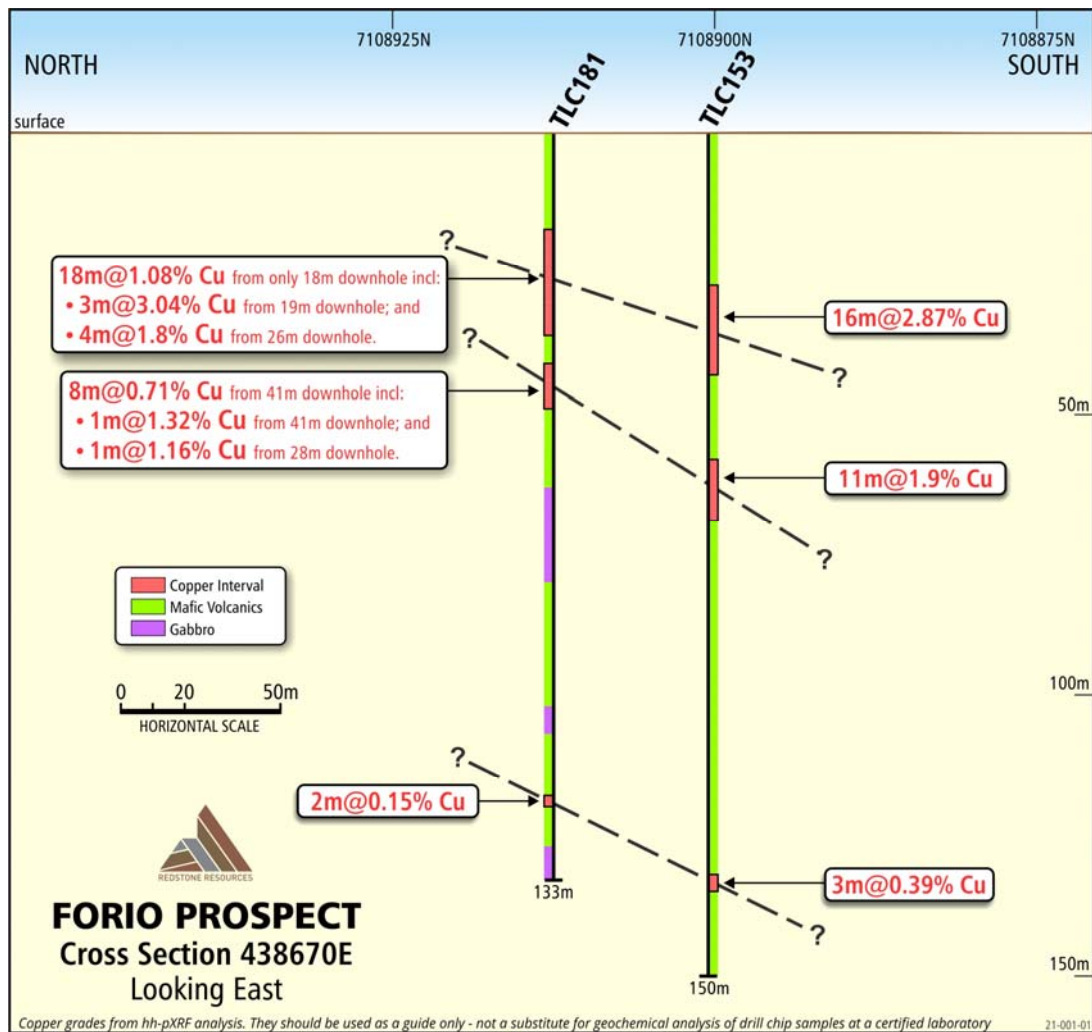 7108925N
7108900N
7108875N
NORTH
SOUTH
TLC181
TLC153
surface
?
18m@1.08% Cu from only 18m downhole incl:
• 3m@3.04% Cu from 19m downhole; and
• 4m@1.8% Cu from 26m downhole.
16m@2.87% Cu
?
?
8m@0.71% Cu from 41m downhole incl:
• 1m@1.32% Cu from 41m downhole; and
• 1m@1.16% Cu from 28m downhole.
50m
11m@1.9% Cu
?
Copper Interval
Mafic Volcanics
Gabbro
0 20 50m
HORIZONTAL SCALE
100m
?
2m@0.15% Cu
3m@0.39% Cu
?
REDSTONE RESOURCES
133m
150m
150m
FORIO PROSPECT
Cross Section 438670E
Looking East
Copper grades from hh-pXRF analysis. They should be used as a guide only - not a substitute for geochemical analysis of drill chip samples at a certified laboratory